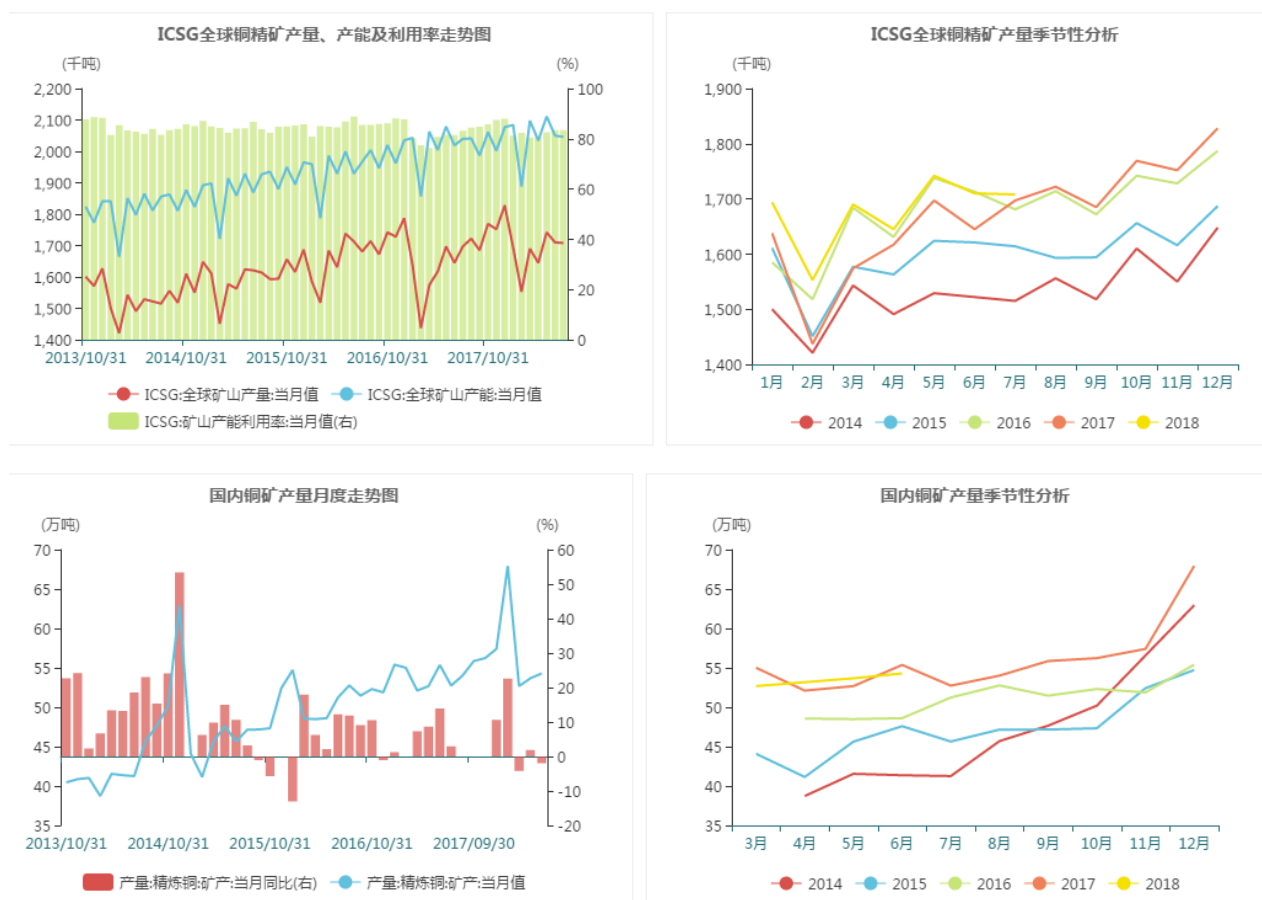 ICSG全球铜精矿产量、产能及利用率走势图
(千吨)
(%)
2,200
2,100
2,000
1,900
1,800
1,700
1,600
1,500
1,400
100
80
60
40
20
0
2013/10/31 2014/10/31 2015/10/31 2016/10/31 2017/10/31
ICSG:全球矿山产量:当月值 ICSG:全球矿山产能:当月值
ICSG:矿山产能利用率:当月值(右)
ICSG全球铜精矿产量季节性分析
(千吨)
1,900
1,800
1,700
1,600
1,500
1,400
1月 2月 3月 4月 5月 6月 7月 8月 9月 10月 11月 12月
2014 2015 2016 2017 2018
国内铜矿产量月度走势图
(万吨)
(%)
70
65
60
55
50
45
40
35
60
50
40
30
20
10
0
-10
-20
2013/10/31 2014/10/31 2015/10/31 2016/10/31 2017/09/30
产量:精炼铜:矿产:当月同比(右) 产量:精炼铜:矿产:当月值
国内铜矿产量季节性分析
(万吨)
70
65
60
55
50
45
40
35
3月 4月 5月 6月 7月 8月 9月 10月 11月 12月
2014 2015 2016 2017 2018